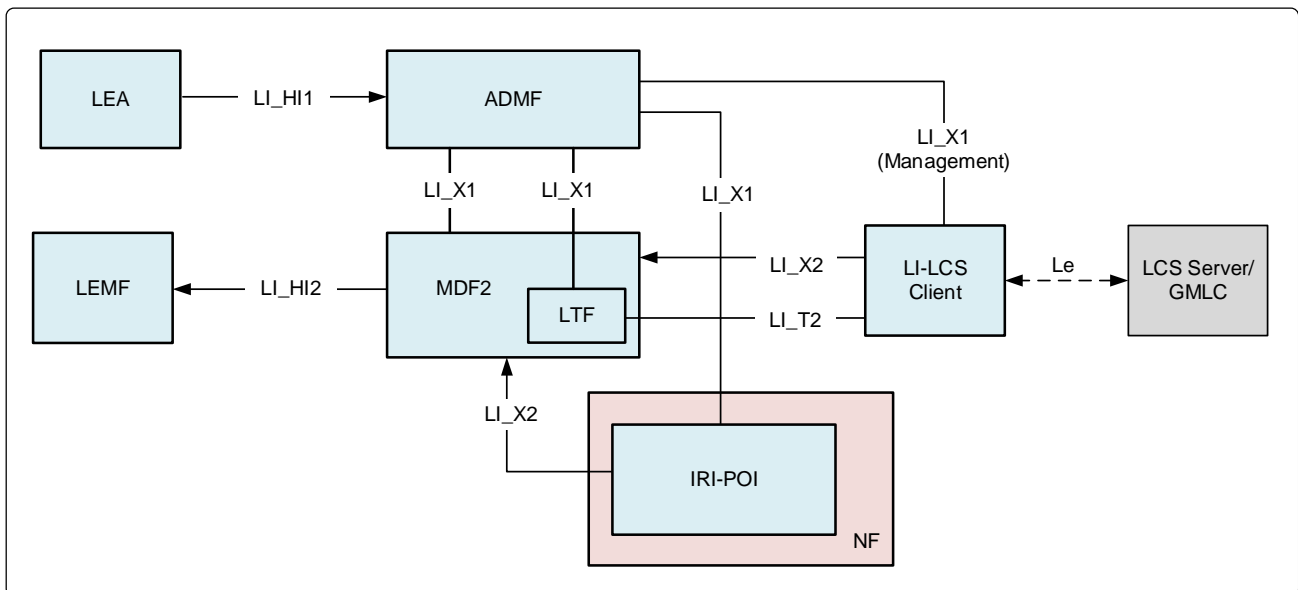 LEA
LI_HI1
ADMF
LI_X1
(Management)
LI_X1
LI_X1
LI_X1
LEMF
LI_HI2
MDF2
LTF
LI_X2
LI_T2
LI-LCS
Client
Le
LCS Server/
GMLC
LI_X2
IRI-POI
NF